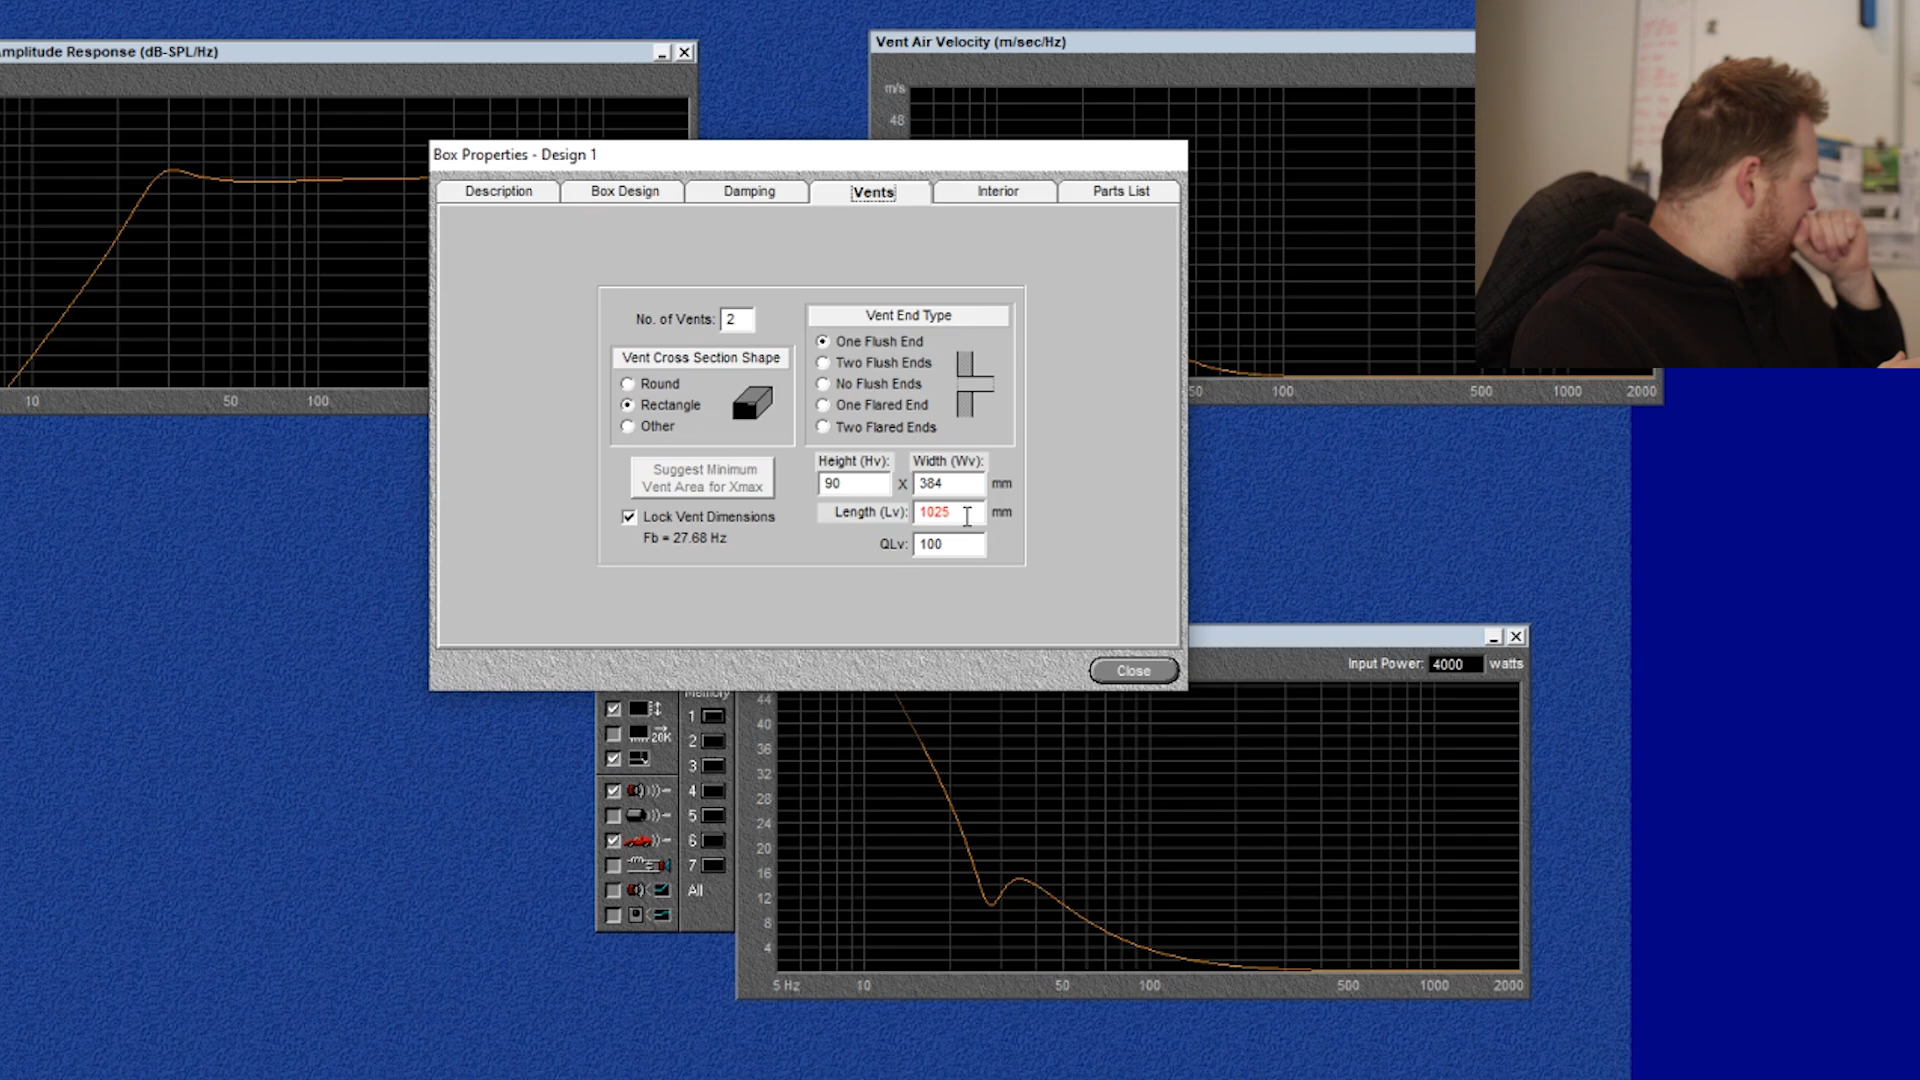 mplitude Response (dB-SPL/Hz)
10
50
100
Vent Air Velocity (m/sec/Hz)
m/s
48
50
100
500
1000
2000
Box Properties - Design 1
Description
Box Design
Damping
Vents
Interior
Parts List
No. of Vents: 2
Vent Cross Section Shape
Round
Rectangle
Other
Suggest Minimum
Vent Area for Xmax
Lock Vent Dimensions
Fb = 27.68 Hz
Vent End Type
One Flush End
Two Flush Ends
No Flush Ends
One Flared End
Two Flared Ends
Height (Hv): Width (Wv):
90 X 384 mm
Length (Lv): 1025 mm
QLv: 100
Close
Input Power: 4000 watts
Memory
20K
1
2
3
4
5
6
7
All
44
40
36
32
28
24
20
16
12
8
4
5 Hz
10
50
100
500
1000
2000